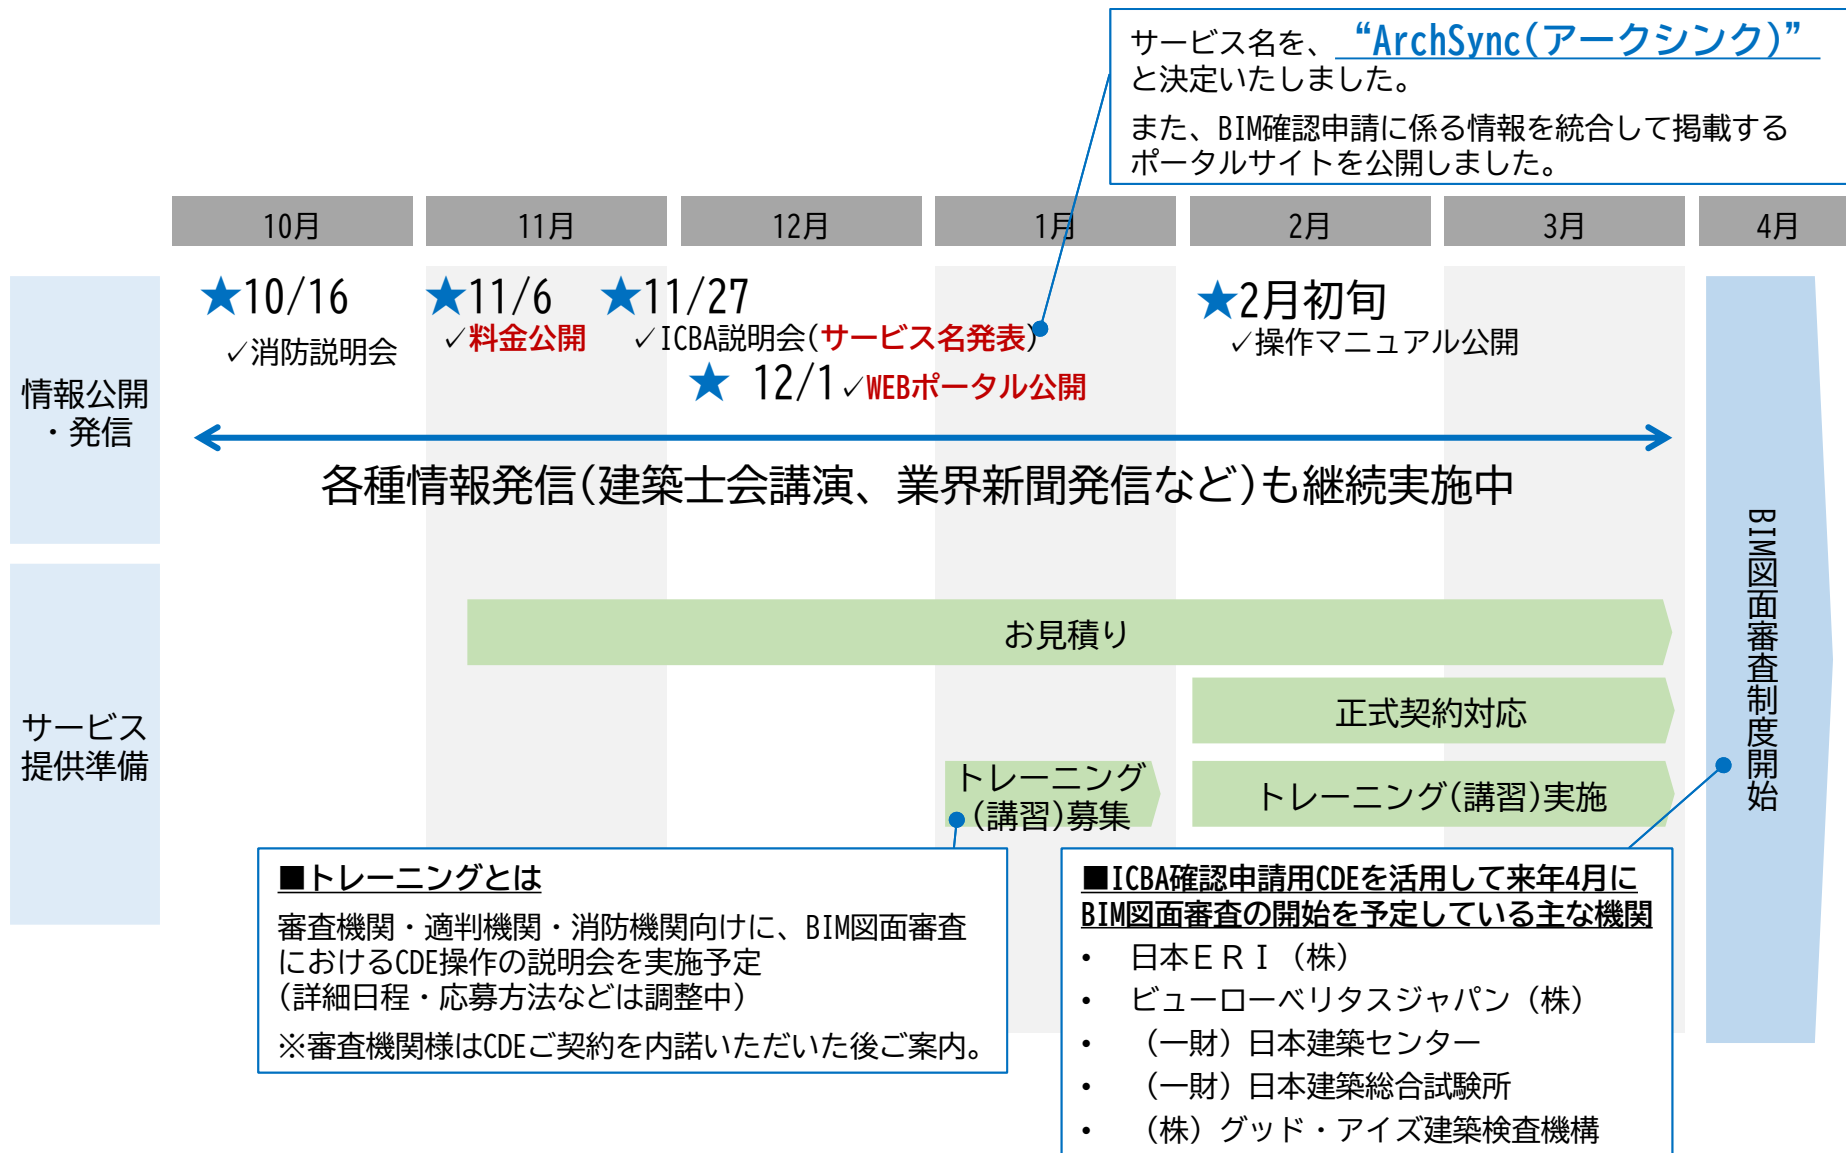 サービス名を、“ArchSync(アークシンク)”
と決定いたしました。
また、BIM確認申請に係る情報を統合して掲載する
ポータルサイトを公開しました。
10月 11月 12月 1月 2月 3月 4月
★10/16 ★11/6 ★11/27 ★2月初旬
✓消防説明会 ✓料金公開 ✓ICBA説明会(サービス名発表) ✓操作マニュアル公開
★ 12/1✓WEBポータル公開
情報公開
・発信
各種情報発信(建築士会講演、業界新聞発信など)も継続実施中
BIM図面審査制度開始
サービス
提供準備
お見積り
正式契約対応
トレーニング
(講習)募集
トレーニング(講習)実施
■トレーニングとは
審査機関・適判機関・消防機関向けに、BIM図面審査
におけるCDE操作の説明会を実施予定
(詳細日程・応募方法などは調整中)
※審査機関様はCDEご契約を内諾いただいた後ご案内。
■ICBA確認申請用CDEを活用して来年4月に
BIM図面審査の開始を予定している主な機関
• 日本ＥＲＩ（株）
• ビューローベリタスジャパン（株）
• （一財）日本建築センター
• （一財）日本建築総合試験所
• （株）グッド・アイズ建築検査機構